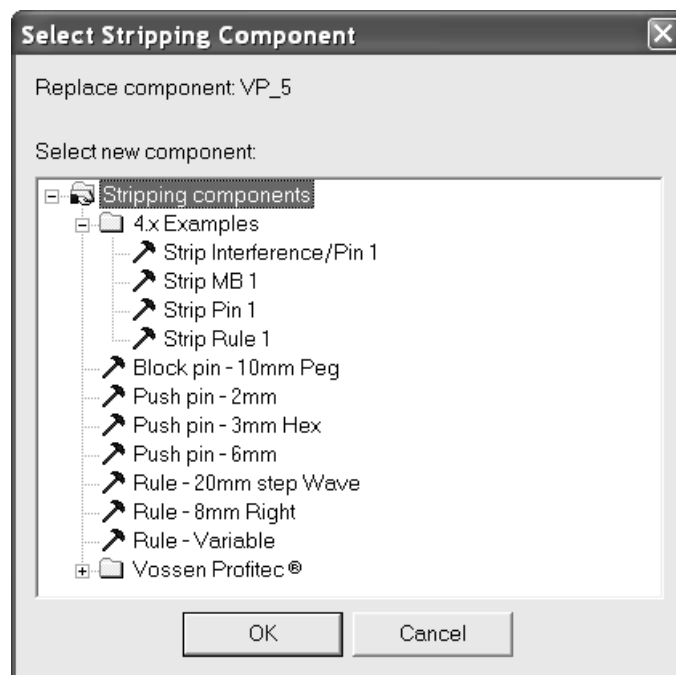 Select Stripping Component
Replace component: VP_5
Select new component:
Stripping components
4.x Examples
Strip Interference/Pin 1
Strip MB 1
Strip Pin 1
Strip Rule 1
Block pin - 10mm Peg
Push pin - 2mm
Push pin - 3mm Hex
Push pin - 6mm
Rule - 20mm step Wave
Rule - 8mm Right
Rule - Variable
Vossen Profitec ®
OK Cancel